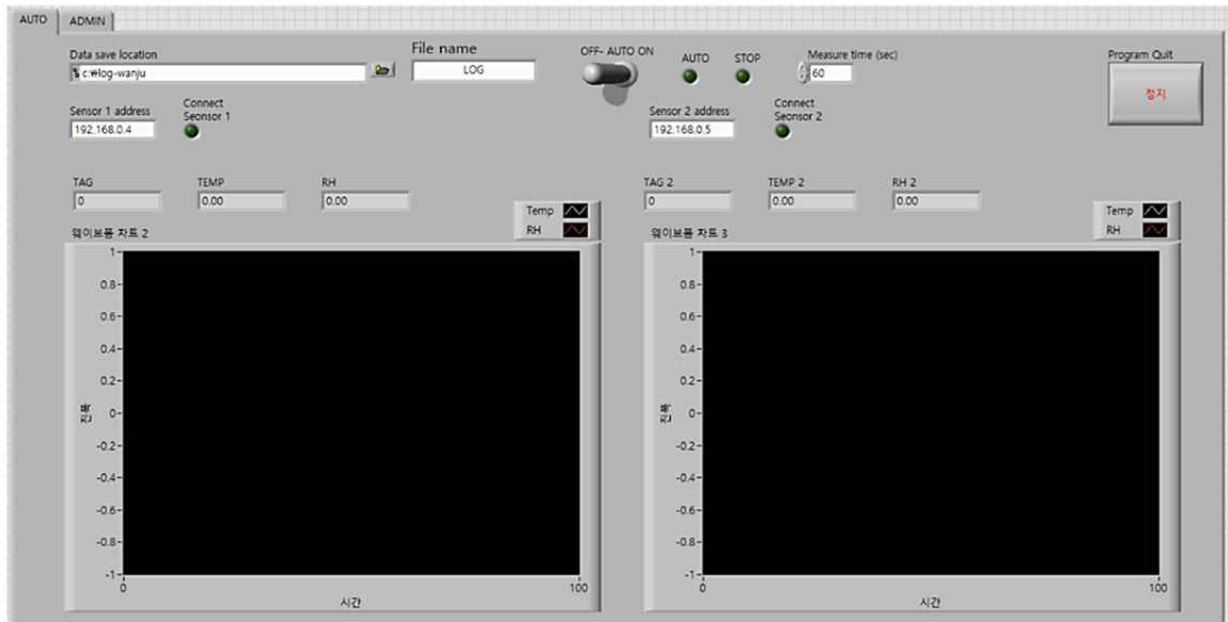 AUTO ADMIN
Data save location
File name
OFF- AUTO ON
AUTO
STOP
Measure time (sec)
Program Quit
c:₩log-wanju
LOG
60
정지
Sensor 1 address
Connect
Seonsor 1
192.168.0.4
Sensor 2 address
Connect
Seonsor 2
192.168.0.5
TAG
TEMP
RH
0
0.00
0.00
TAG 2
TEMP 2
RH 2
0
0.00
0.00
Temp
RH
웨이브폼 차트 2
1
0.8
0.6
0.4
0.2
0
-0.2
-0.4
-0.6
-0.8
-1
진폭
0
100
시간
Temp
RH
웨이브폼 차트 3
1
0.8
0.6
0.4
0.2
0
-0.2
-0.4
-0.6
-0.8
-1
진폭
0
100
시간